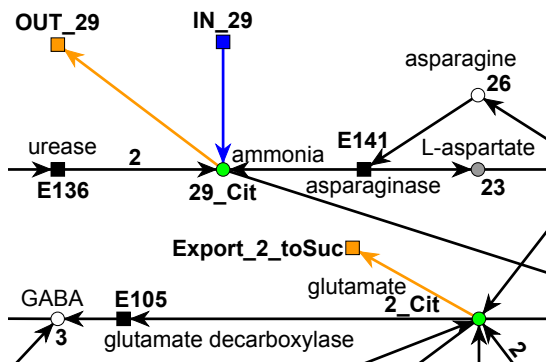 OUT_29
IN_29
asparagine
26
urease
2
ammonia
E141
L-aspartate
E136
29_Cit
asparaginase
23
Export_2_toSuc
glutamate
2_Cit
GABA
E105
3
glutamate decarboxylase
2